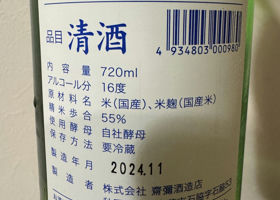 品目 清酒
4 934803 000980
内容量 720ml
アルコール分 16度
原材料名 米(国産)、米麹(国産米)
精米歩合 55%
使用酵母 自社酵母
保存方法 要冷蔵
製造年月 2024.11
製造者 株式会社 齋彌酒造店